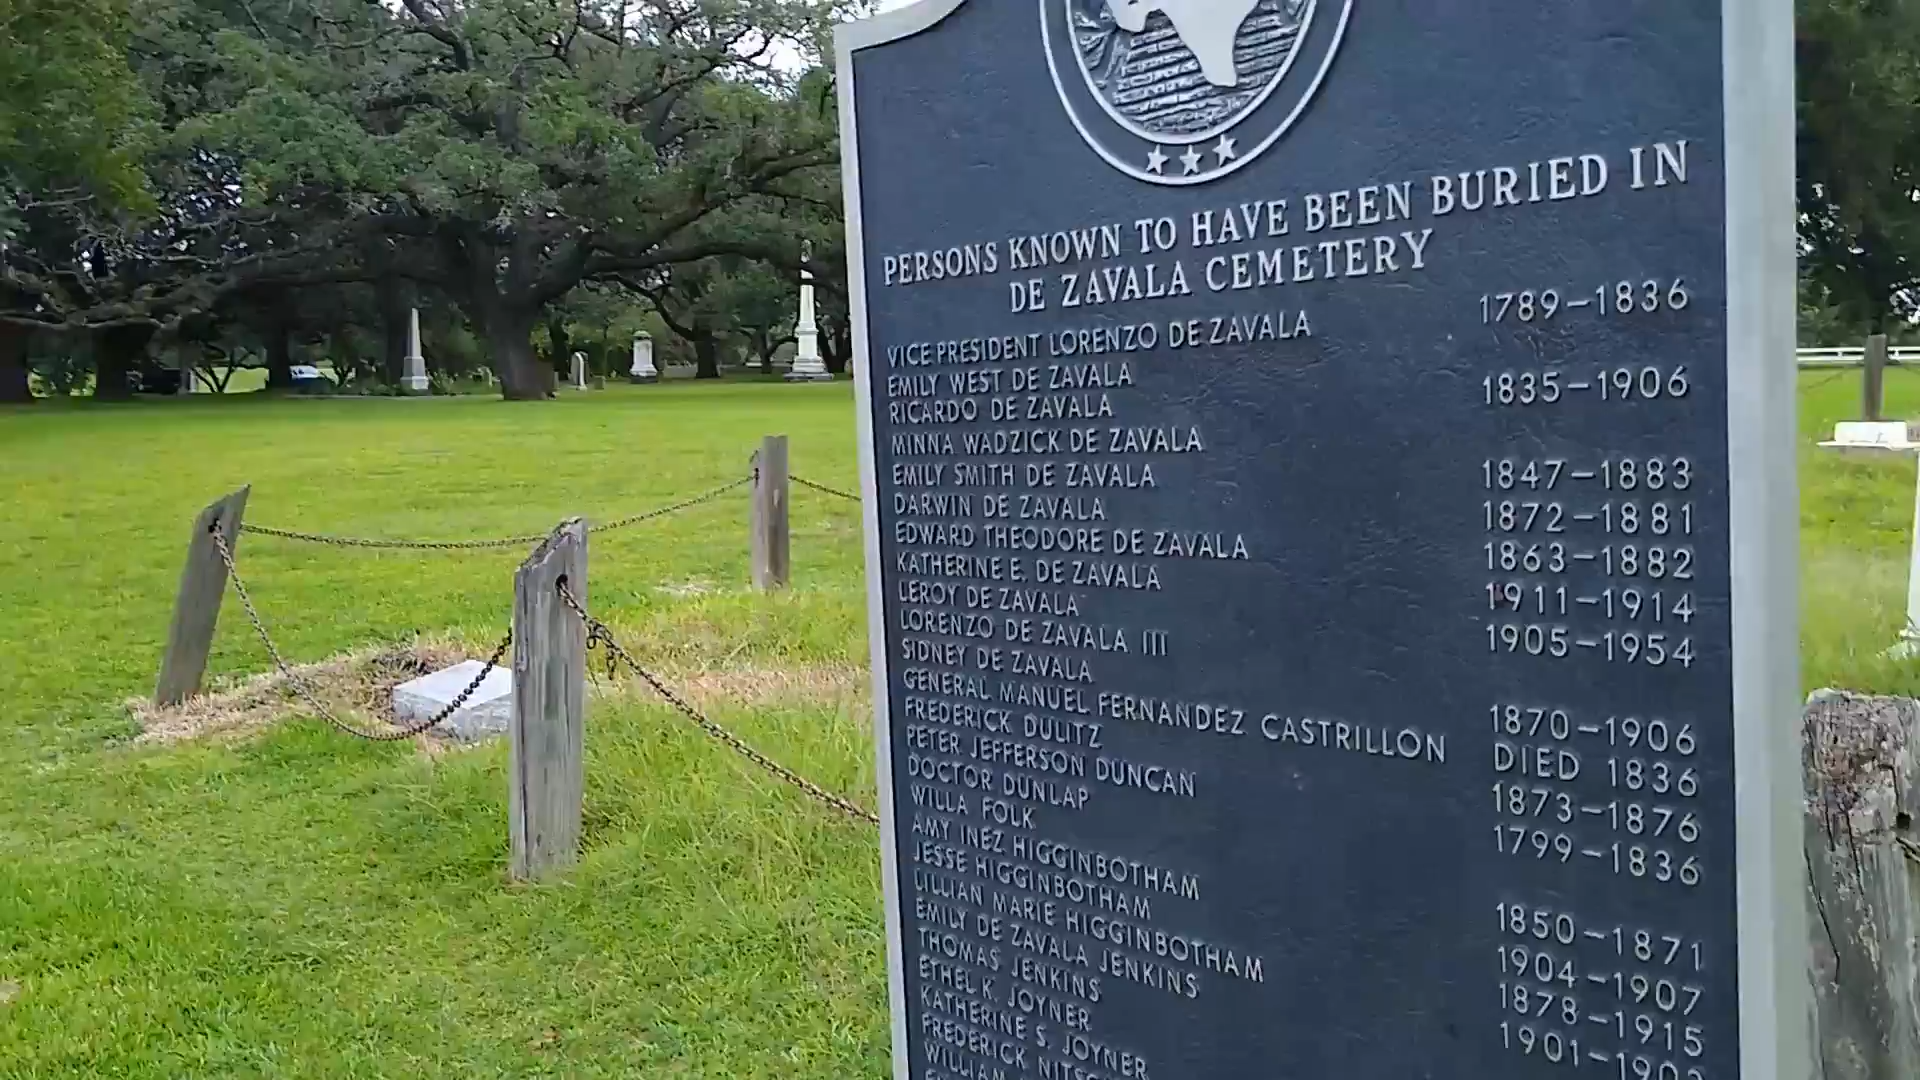 PERSONS KNOWN TO HAVE BEEN BURIED IN
DE ZAVALA CEMETERY
VICE PRESIDENT LORENZO DE ZAVALA 1789–1836
EMILY WEST DE ZAVALA
RICARDO DE ZAVALA 1835–1906
MINNA WADZICK DE ZAVALA
EMILY SMITH DE ZAVALA 1847–1883
DARWIN DE ZAVALA 1872–1881
EDWARD THEODORE DE ZAVALA 1863–1882
KATHERINE E. DE ZAVALA 1911–1914
LEROY DE ZAVALA 1905–1954
LORENZO DE ZAVALA III
SIDNEY DE ZAVALA 1870–1906
GENERAL MANUEL FERNANDEZ CASTRILLON DIED 1836
FREDERICK DULITZ 1873–1876
PETER JEFFERSON DUNCAN 1799–1836
DOCTOR DUNLAP
WILLA FOLK 1850–1871
AMY INEZ HIGGINBOTHAM 1904–1907
JESSE HIGGINBOTHAM 1878–1915
LILLIAN MARIE HIGGINBOTHAM
EMILY DE ZAVALA JENKINS
THOMAS JENKINS
ETHEL K. JOYNER
KATHERINE S. JOYNER
FREDERICK
WILLIAM